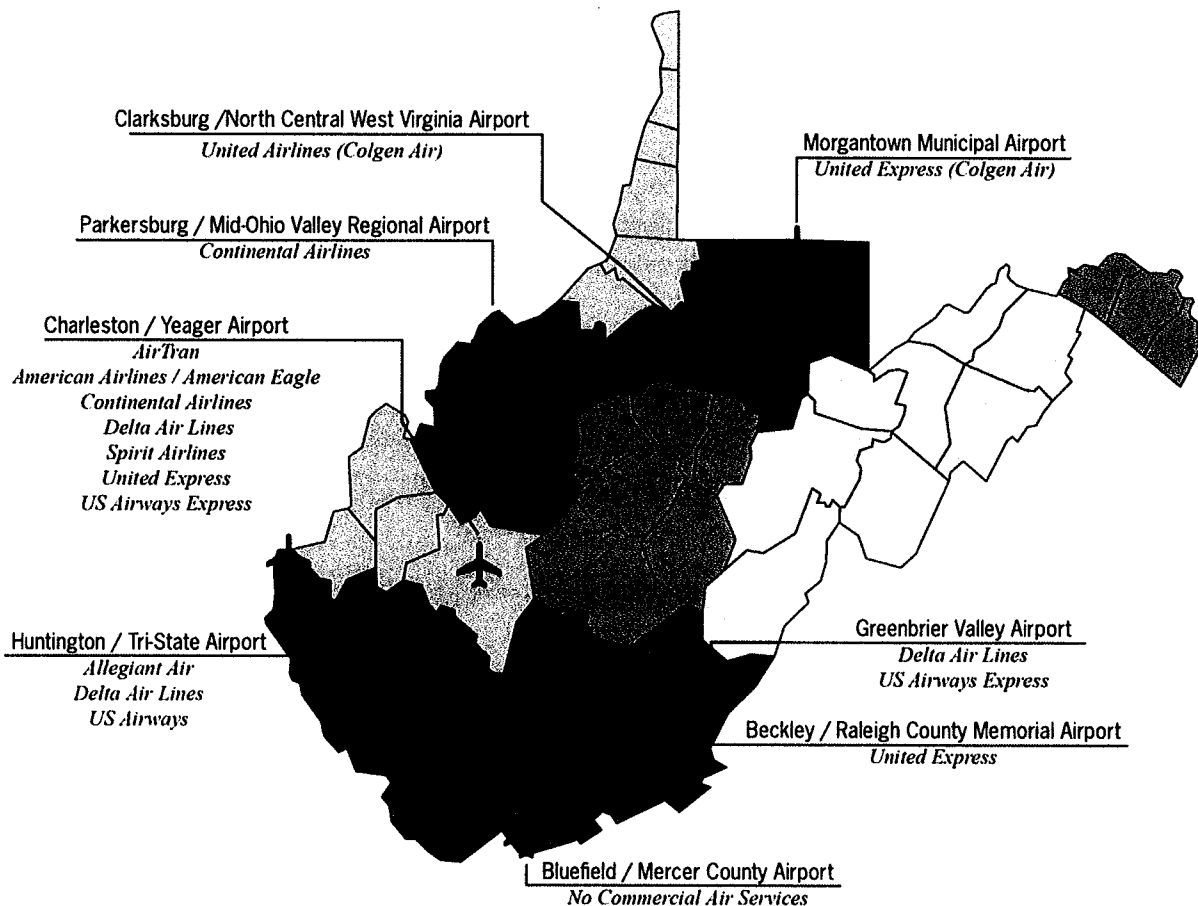 Clarksburg /North Central West Virginia Airport
United Airlines (Colgen Air)
Morgantown Municipal Airport
United Express (Colgen Air)
Parkersburg / Mid-Ohio Valley Regional Airport
Continental Airlines
Charleston / Yeager Airport
AirTran
American Airlines / American Eagle
Continental Airlines
Delta Air Lines
Spirit Airlines
United Express
US Airways Express
Huntington / Tri-State Airport
Allegiant Air
Delta Air Lines
US Airways
Greenbrier Valley Airport
Delta Air Lines
US Airways Express
Beckley / Raleigh County Memorial Airport
United Express
Bluefield / Mercer County Airport
No Commercial Air Services